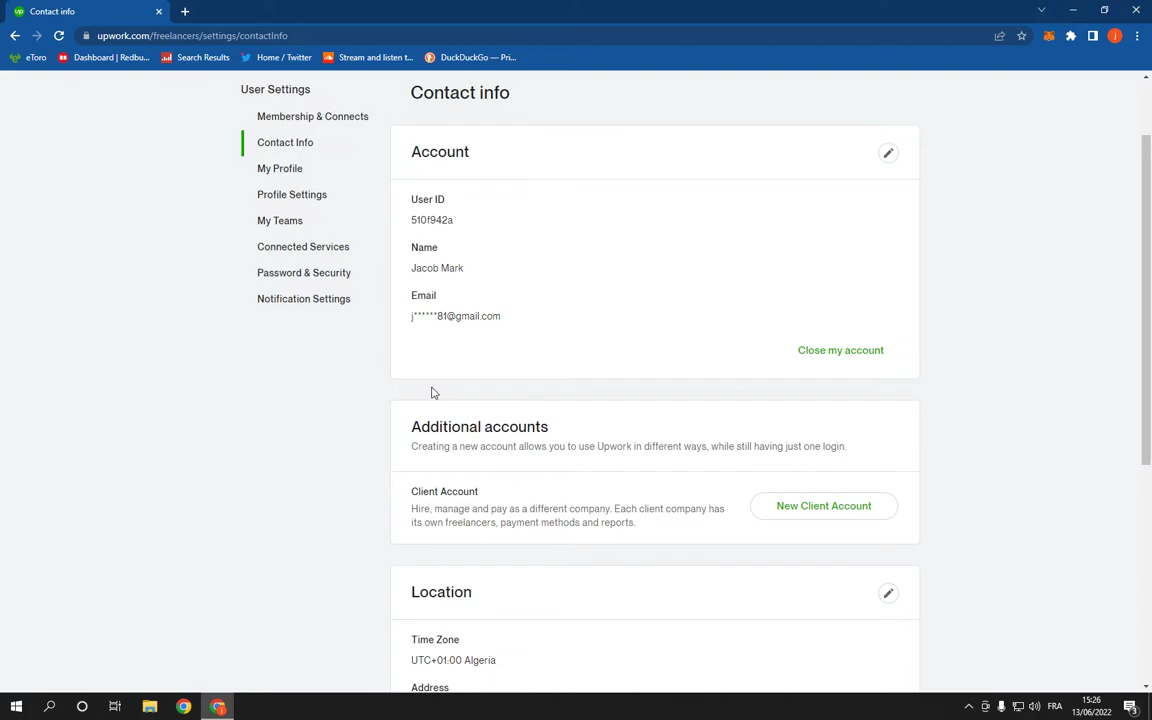 up Contact info
upwork.com/freelancers/settings/contactInfo
eToro Dashboard | Redbu... Search Results Home / Twitter Stream and listen t... DuckDuckGo — Pri...
User Settings
Membership & Connects
Contact Info
My Profile
Profile Settings
My Teams
Connected Services
Password & Security
Notification Settings
Contact info
Account
User ID
510f942a
Name
Jacob Mark
Email
j******81@gmail.com
Close my account
Additional accounts
Creating a new account allows you to use Upwork in different ways, while still having just one login.
Client Account
Hire, manage and pay as a different company. Each client company has
its own freelancers, payment methods and reports.
New Client Account
Location
Time Zone
UTC+01:00 Algeria
Address
FRA
15:26
13/06/2022
3